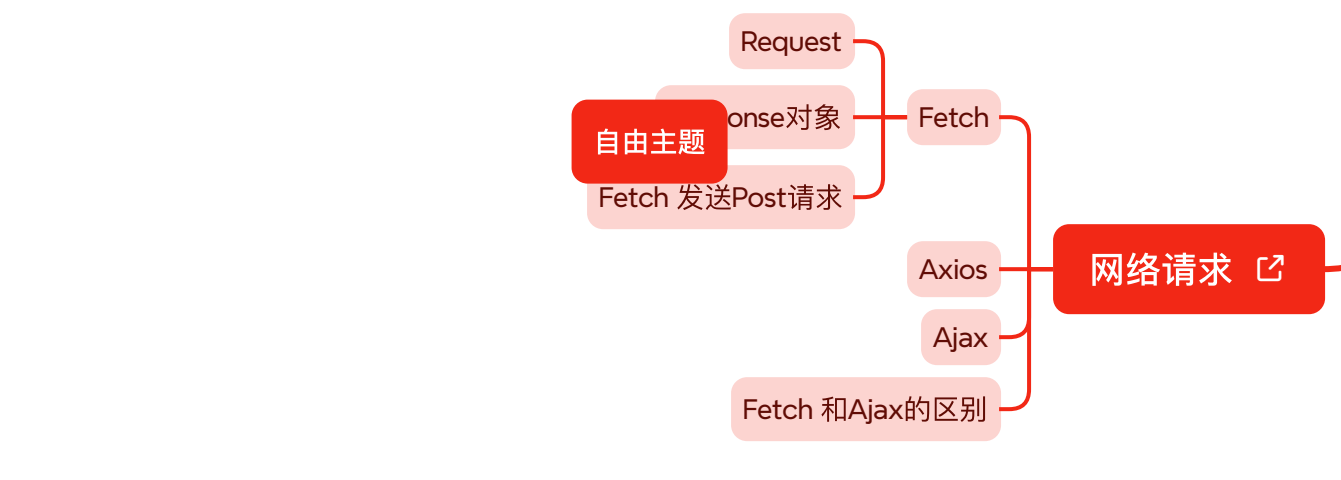 Request
onse对象
Fetch
自由主题
Fetch 发送Post请求
Axios
网络请求
Ajax
Fetch 和Ajax的区别